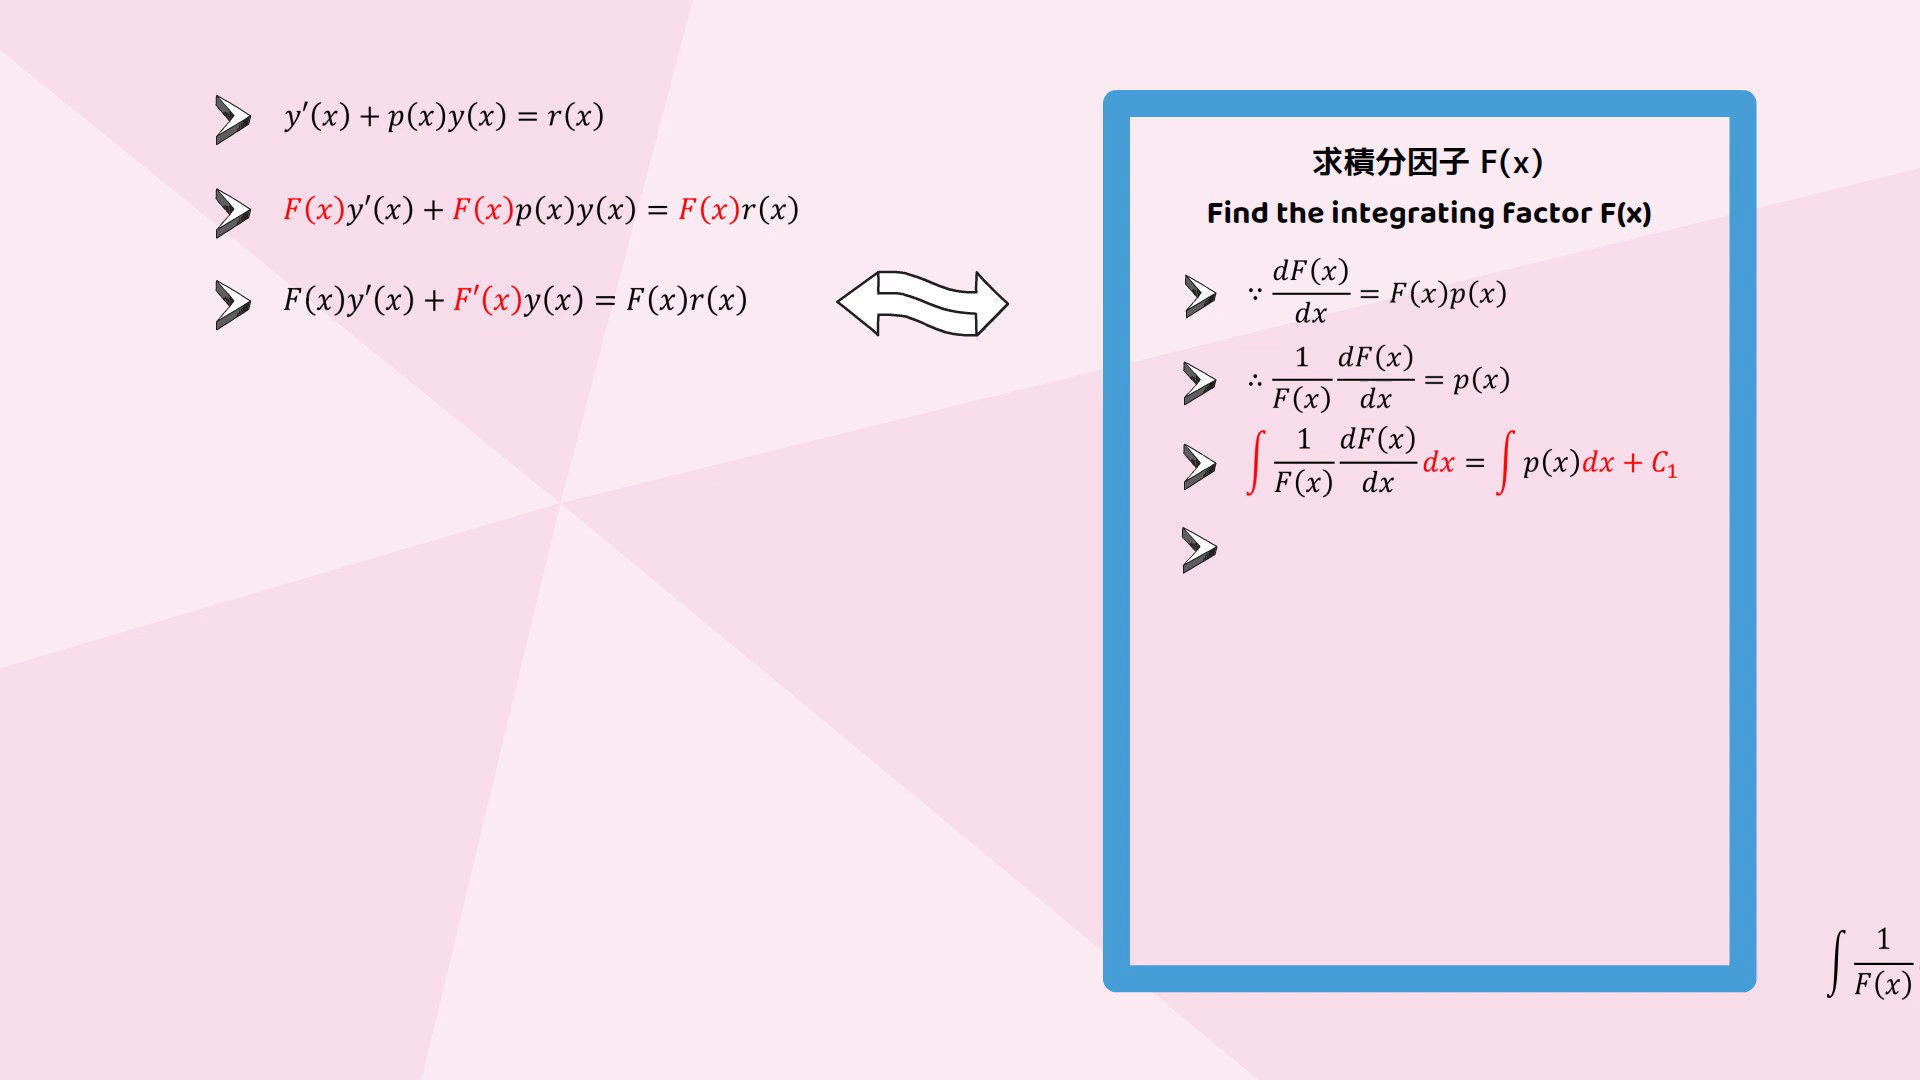 y′(x) + p(x)y(x) = r(x)
F(x)y′(x) + F(x)p(x)y(x) = F(x)r(x)
F(x)y′(x) + F′(x)y(x) = F(x)r(x)
求積分因子 F(x)
Find the integrating factor F(x)
∵ dF(x)/dx = F(x)p(x)
∴ 1/F(x) dF(x)/dx = p(x)
∫ 1/F(x) dF(x)/dx dx = ∫ p(x)dx + C₁
∫ 1/F(x)